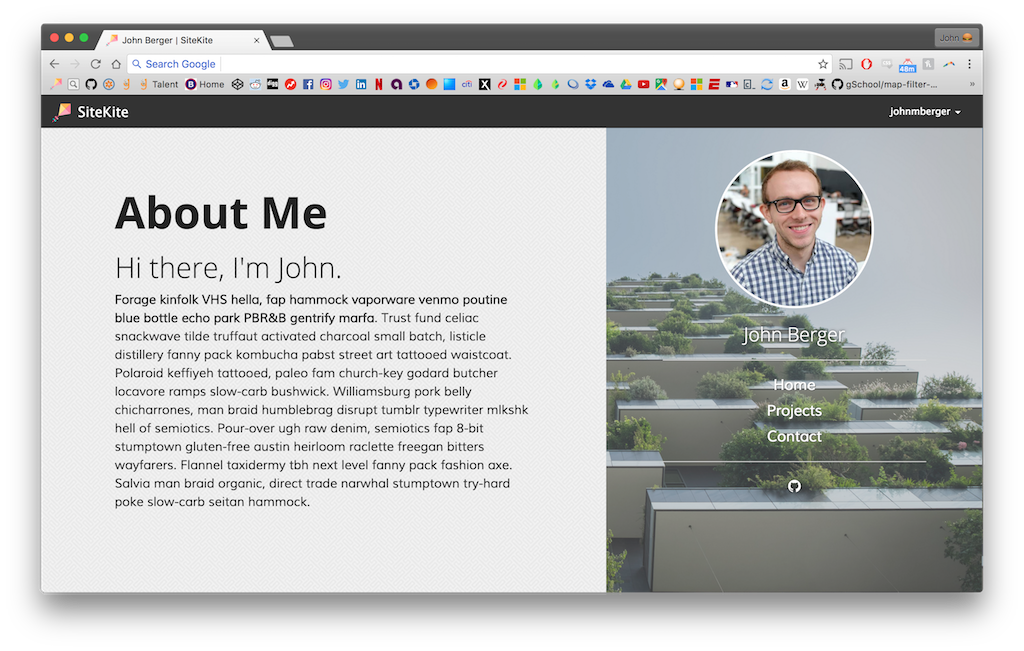 John Berger | SiteKite
John
Search Google
48m
Talent
Home
citi
gSchool/map-filter-...
SiteKite
johnmberger
About Me
Hi there, I'm John.
Forage kinfolk VHS hella, fap hammock vaporware venmo poutine
blue bottle echo park PBR&B gentrify marfa. Trust fund celiac
snackwave tilde truffaut activated charcoal small batch, listicle
distillery fanny pack kombucha pabst street art tattooed waistcoat.
Polaroid keffiyeh tattooed, paleo fam church-key godard butcher
locavore ramps slow-carb bushwick. Williamsburg pork belly
chicharrones, man braid humblebrag disrupt tumblr typewriter mlkshk
hell of semiotics. Pour-over ugh raw denim, semiotics fap 8-bit
stumptown gluten-free austin heirloom raclette freegan bitters
wayfarers. Flannel taxidermy tbh next level fanny pack fashion axe.
Salvia man braid organic, direct trade narwhal stumptown try-hard
poke slow-carb seitan hammock.
John Berger
Home
Projects
Contact